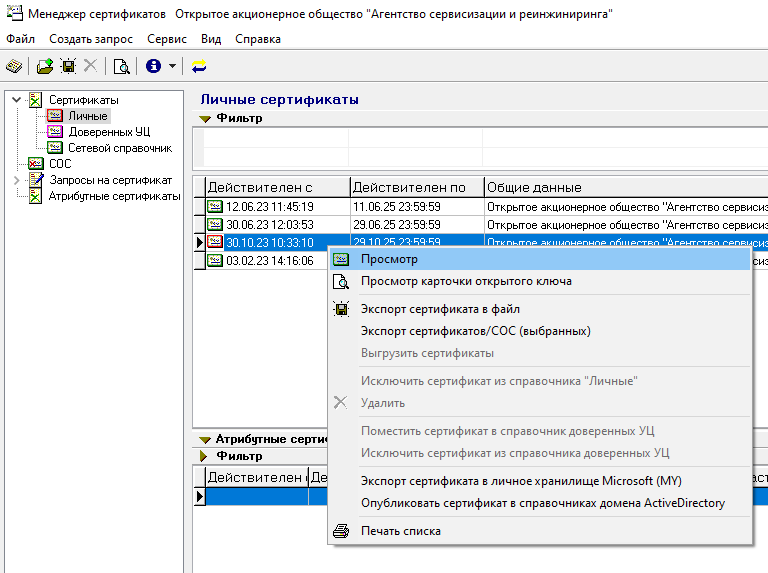 Менеджер сертификатов Открытое акционерное общество "Агентство сервисизации и реинжиниринга"
Файл Создать запрос Сервис Вид Справка
Сертификаты
Личные
Доверенных УЦ
Сетевой справочник
СОС
Запросы на сертификат
Атрибутные сертификаты
Личные сертификаты
Фильтр
Действителен с Действителен по Общие данные
12.06.23 11:45:19 11.06.25 23:59:59 Открытое акционерное общество "Агентство сервисиз
30.06.23 12:03:53 29.06.25 23:59:59 Открытое акционерное общество "Агентство сервисиз
30.10.23 10:33:10 29.10.25 23:59:59 Открытое акционерное общество "Агентство сервисиз
03.02.23 14:16:06
Просмотр
Просмотр карточки открытого ключа
Экспорт сертификата в файл
Экспорт сертификатов/СОС (выбранных)
Выгрузить сертификаты
Исключить сертификат из справочника "Личные"
Удалить
Поместить сертификат в справочник доверенных УЦ
Исключить сертификат из справочника доверенных УЦ
Экспорт сертификата в личное хранилище Microsoft (MY)
Опубликовать сертификат в справочниках домена ActiveDirectory
Печать списка
Атрибутные серти
Фильтр
Действителен